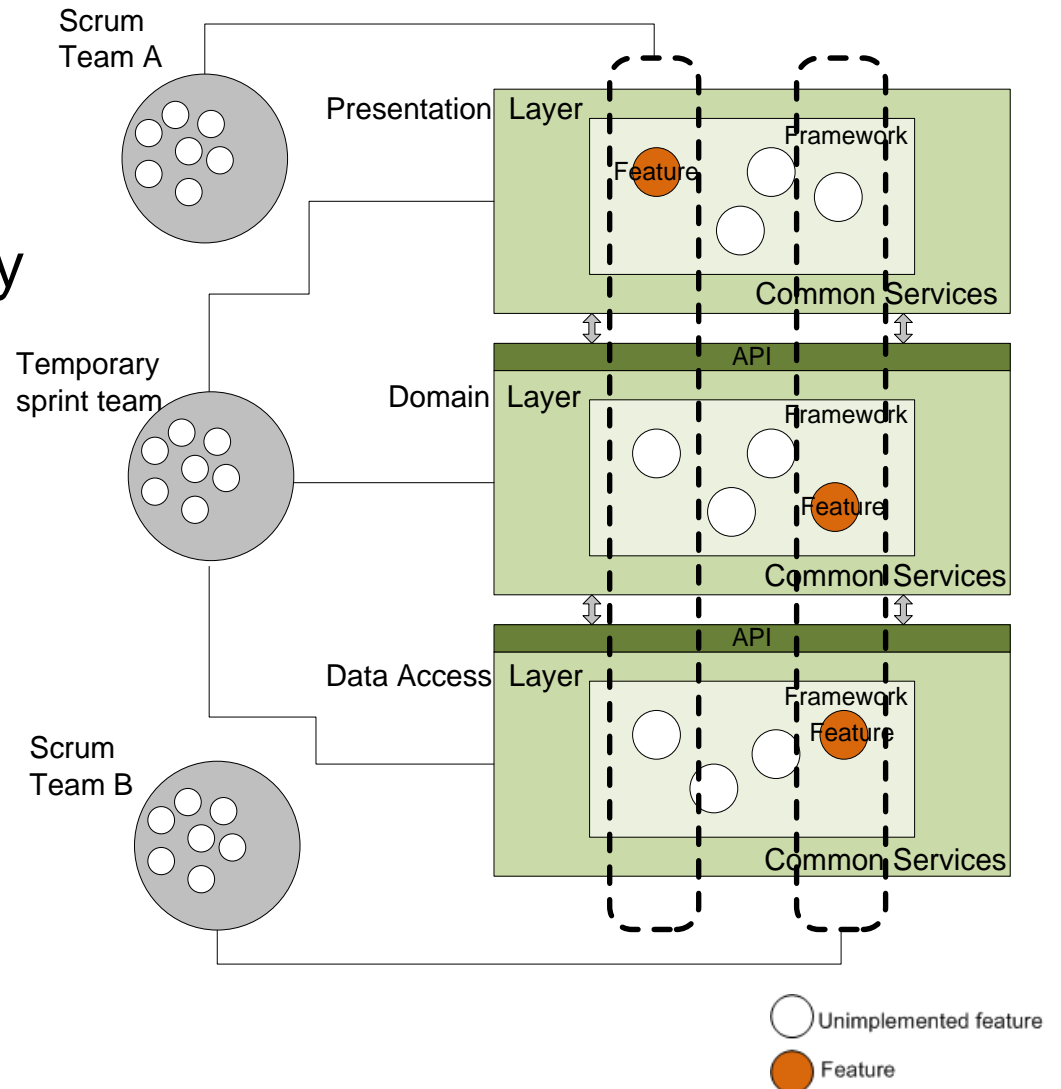 Scrum
Team A
Presentation Layer
Framework
Feature
y
Common Services
API
Temporary
sprint team
Domain Layer
Framework
Feature
Common Services
API
Data Access Layer
Framework
Feature
Scrum
Team B
Common Services
Unimplemented feature
Feature